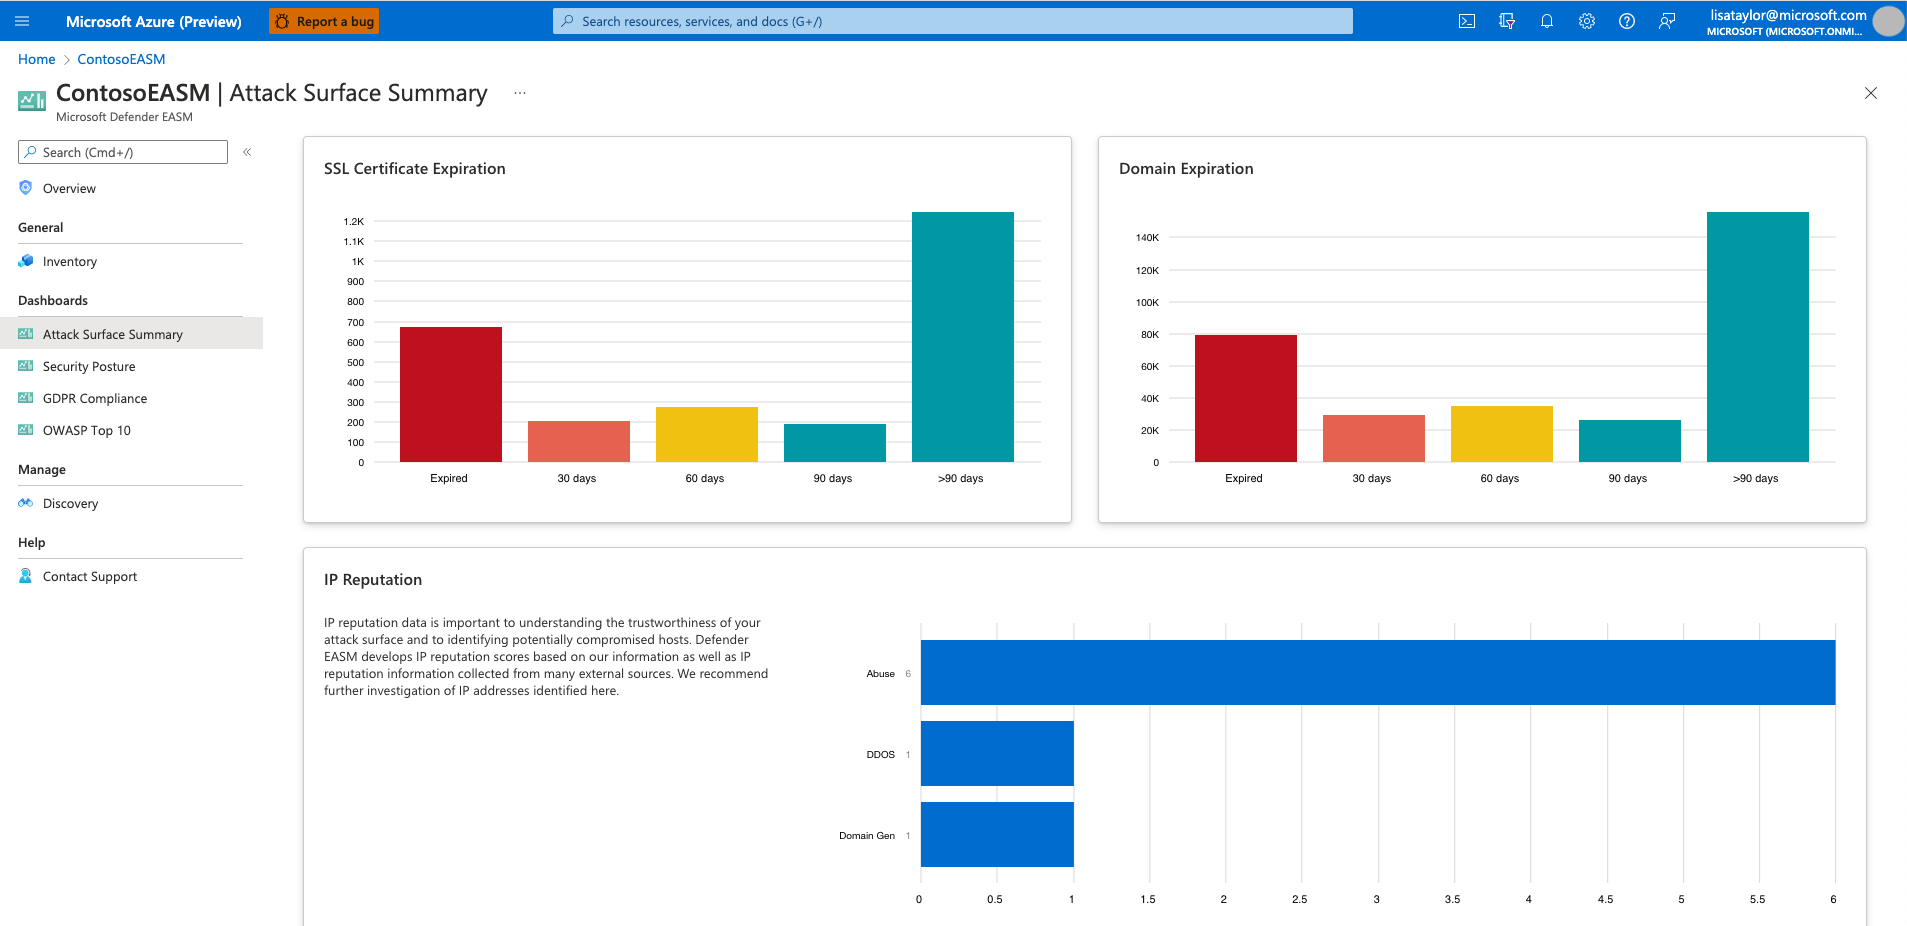 Microsoft Azure (Preview)
Report a bug
Search resources, services, and docs (G+/)
lisataylor@microsoft.com
MICROSOFT (MICROSOFT.ONMI...
Home > ContosoEASM
ContosoEASM | Attack Surface Summary ...
Microsoft Defender EASM
Search (Cmd+/)
«
Overview
General
Inventory
Dashboards
Attack Surface Summary
Security Posture
GDPR Compliance
OWASP Top 10
Manage
Discovery
Help
Contact Support
SSL Certificate Expiration
1.2K
1.1K
1K
900
800
700
600
500
400
300
200
100
0
Expired 30 days 60 days 90 days >90 days
Domain Expiration
140K
120K
100K
80K
60K
40K
20K
0
Expired 30 days 60 days 90 days >90 days
IP Reputation
IP reputation data is important to understanding the trustworthiness of your
attack surface and to identifying potentially compromised hosts. Defender
EASM develops IP reputation scores based on our information as well as IP
reputation information collected from many external sources. We recommend
further investigation of IP addresses identified here.
Abuse 6
DDOS 1
Domain Gen 1
0 0.5 1 1.5 2 2.5 3 3.5 4 4.5 5 5.5 6